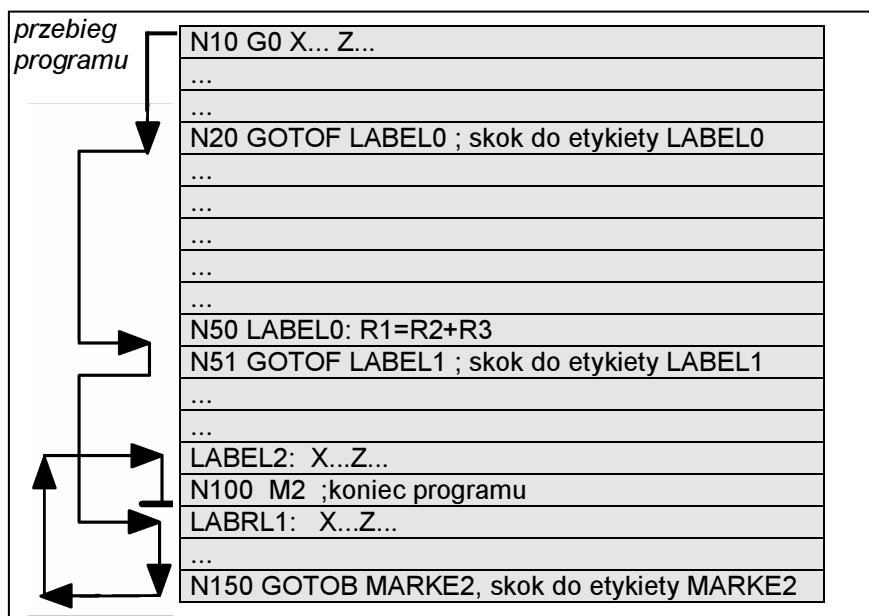 przebieg
programu
N10 G0 X... Z...
...
...
N20 GOTOF LABEL0 ; skok do etykiety LABEL0
...
...
...
...
...
N50 LABEL0: R1=R2+R3
N51 GOTOF LABEL1 ; skok do etykiety LABEL1
...
...
LABEL2: X...Z...
N100 M2 ;koniec programu
LABRL1: X...Z...
...
N150 GOTOB MARKE2, skok do etykiety MARKE2